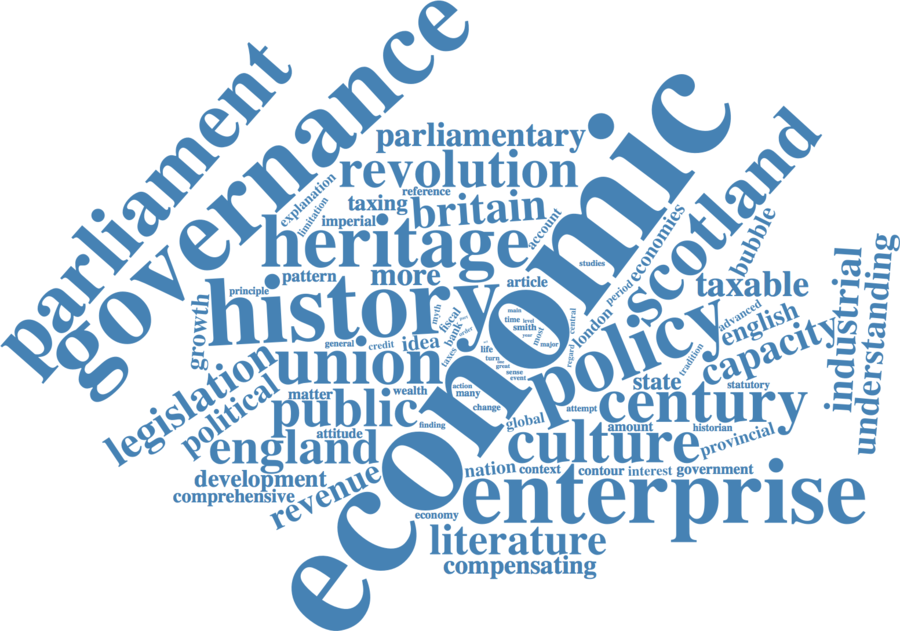 parliament
governance
parliamentary
revolution
reference
explanation
limitation
taxing
imperial
britain
account
heritage
economic
scotland
bubble
economies
studies
pattern
more
article
period
taxable
industrial
understanding
principle
history
growth
myth
fiscal
bank
order
main
time
level
smith
year
most
central
london
advanced
english
general
credit
idea
taxes
life
turn
great
sense
event
major
regard
policy
tradition
capacity
legislation
union
political
matter
wealth
action
many
state
statutory
public
change
attempt
century
attitude
finding
global
amount
historian
england
culture
provincial
development
comprehensive
revenue
nation
context
contour
interest
government
enterprise
economy
literature
compensating